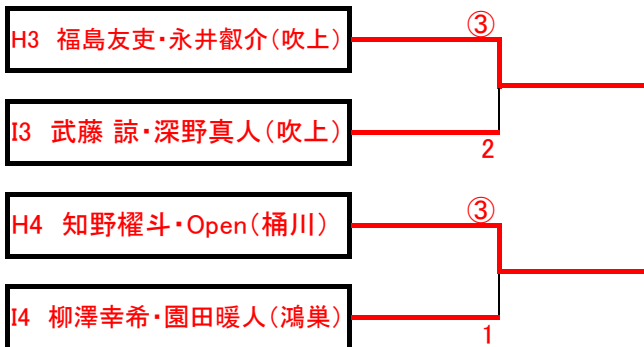 ③
H3 福島友吏・永井叡介(吹上)
I3 武藤 諒・深野真人(吹上)
2
③
H4 知野櫂斗・Open(桶川)
I4 柳澤幸希・園田暖人(鴻巣)
1